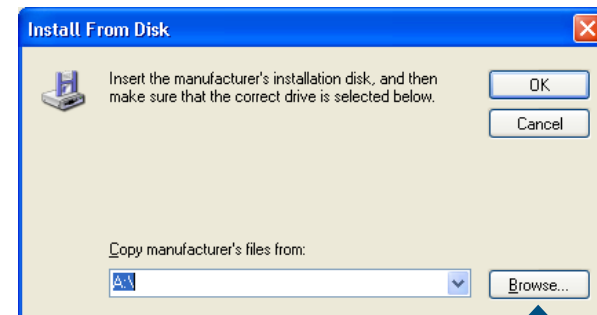 Install From Disk
Insert the manufacturer's installation disk, and then
make sure that the correct drive is selected below.
OK
Cancel
Copy manufacturer's files from:
A:\
Browse...